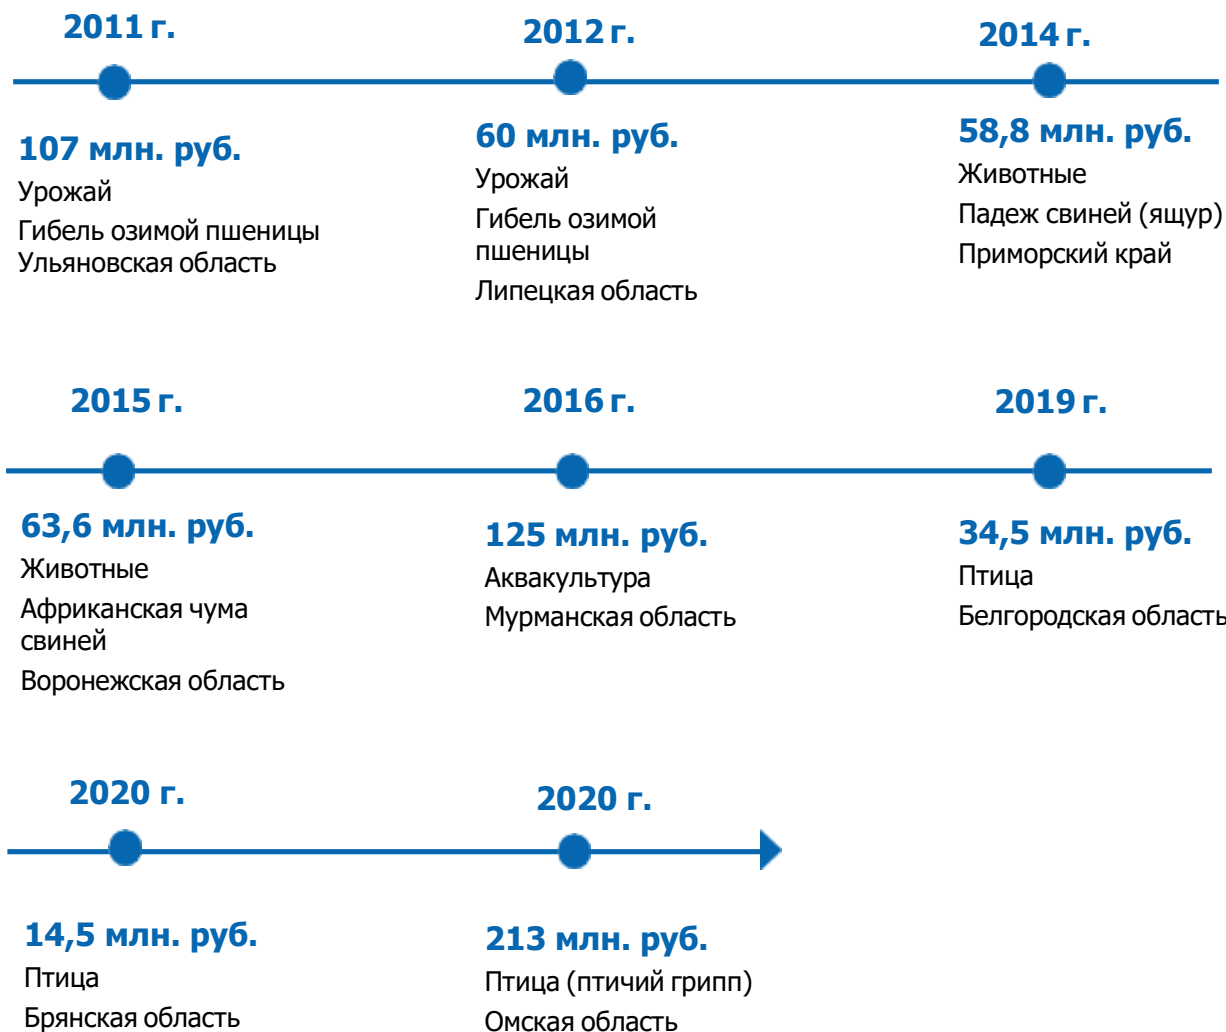 2011 г.
2012 г.
2014 г.
107 млн. руб.
Урожай
Гибель озимой пшеницы
Ульяновская область
60 млн. руб.
Урожай
Гибель озимой
пшеницы
Липецкая область
58,8 млн. руб.
Животные
Падеж свиней (ящур)
Приморский край
2015 г.
2016 г.
2019 г.
63,6 млн. руб.
Животные
Африканская чума
свиней
Воронежская область
125 млн. руб.
Аквакультура
Мурманская область
34,5 млн. руб.
Птица
Белгородская область
2020 г.
2020 г.
14,5 млн. руб.
Птица
Брянская область
213 млн. руб.
Птица (птичий грипп)
Омская область